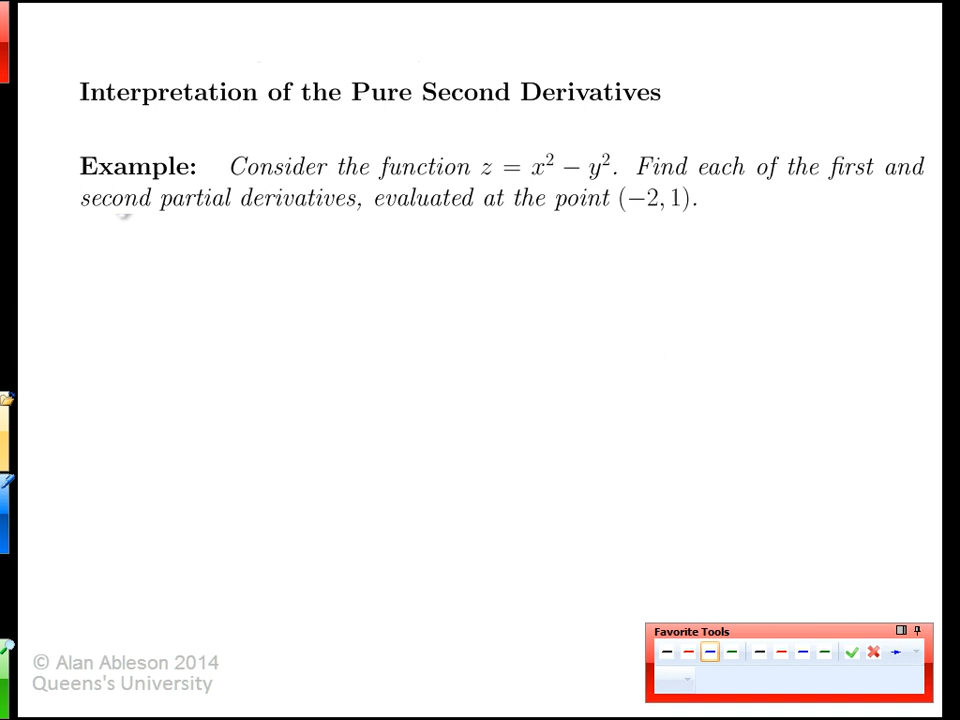 Interpretation of the Pure Second Derivatives
Example: Consider the function z = x² − y². Find each of the first and
second partial derivatives, evaluated at the point (−2, 1).
Favorite Tools
© Alan Ableson 2014
Queens's University